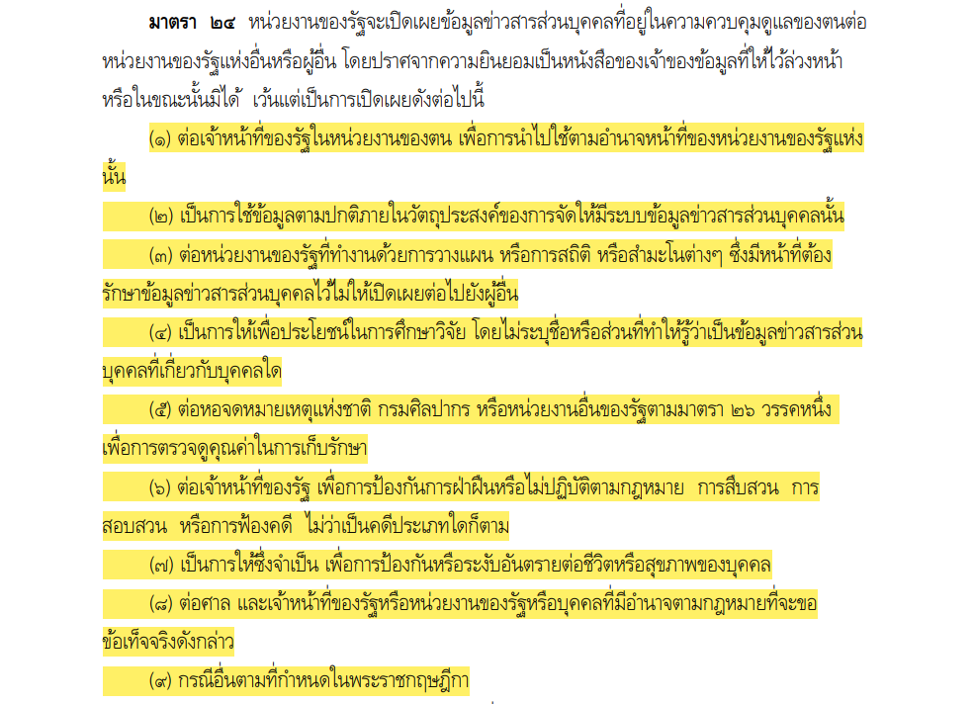 มาตรา ๒๔ หน่วยงานของรัฐจะเปิดเผยข้อมูลข่าวสารส่วนบุคคลที่อยู่ในความควบคุมดูแลของตนต่อ
หน่วยงานของรัฐแห่งอื่นหรือผู้อื่น โดยปราศจากความยินยอมเป็นหนังสือของเจ้าของข้อมูลที่ให้ไว้ล่วงหน้า
หรือในขณะนั้นมิได้ เว้นแต่เป็นการเปิดเผยดังต่อไปนี้
(๑) ต่อเจ้าหน้าที่ของรัฐในหน่วยงานของตน เพื่อการนำไปใช้ตามอำนาจหน้าที่ของหน่วยงานของรัฐแห่ง
นั้น
(๒) เป็นการใช้ข้อมูลตามปกติภายในวัตถุประสงค์ของการจัดให้มีระบบข้อมูลข่าวสารส่วนบุคคลนั้น
(๓) ต่อหน่วยงานของรัฐที่ทำงานด้วยการวางแผน หรือการสถิติ หรือสำมะโนต่างๆ ซึ่งมีหน้าที่ต้อง
รักษาข้อมูลข่าวสารส่วนบุคคลไว้ไม่ให้เปิดเผยต่อไปยังผู้อื่น
(๔) เป็นการให้เพื่อประโยชน์ในการศึกษาวิจัย โดยไม่ระบุชื่อหรือส่วนที่ทำให้รู้ว่าเป็นข้อมูลข่าวสารส่วน
บุคคลที่เกี่ยวกับบุคคลใด
(๕) ต่อหอจดหมายเหตุแห่งชาติ กรมศิลปากร หรือหน่วยงานอื่นของรัฐตามมาตรา ๒๖ วรรคหนึ่ง
เพื่อการตรวจดูคุณค่าในการเก็บรักษา
(๖) ต่อเจ้าหน้าที่ของรัฐ เพื่อการป้องกันการฝ่าฝืนหรือไม่ปฏิบัติตามกฎหมาย การสืบสวน การ
สอบสวน หรือการฟ้องคดี ไม่ว่าเป็นคดีประเภทใดก็ตาม
(๗) เป็นการให้ซึ่งจำเป็น เพื่อการป้องกันหรือระงับอันตรายต่อชีวิตหรือสุขภาพของบุคคล
(๘) ต่อศาล และเจ้าหน้าที่ของรัฐหรือหน่วยงานของรัฐหรือบุคคลที่มีอำนาจตามกฎหมายที่จะขอ
ข้อเท็จจริงดังกล่าว
(๙) กรณีอื่นตามที่กำหนดในพระราชกฤษฎีกา